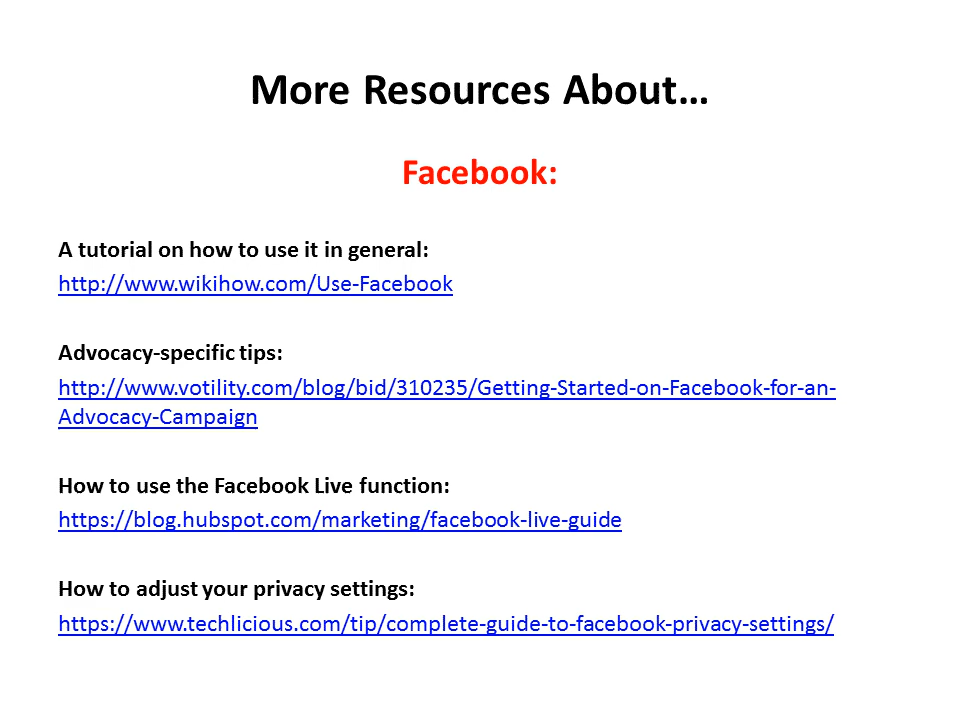 More Resources About…
Facebook:
A tutorial on how to use it in general:
http://www.wikihow.com/Use-Facebook
Advocacy-specific tips:
http://www.votility.com/blog/bid/310235/Getting-Started-on-Facebook-for-an-
Advocacy-Campaign
How to use the Facebook Live function:
https://blog.hubspot.com/marketing/facebook-live-guide
How to adjust your privacy settings:
https://www.techlicious.com/tip/complete-guide-to-facebook-privacy-settings/